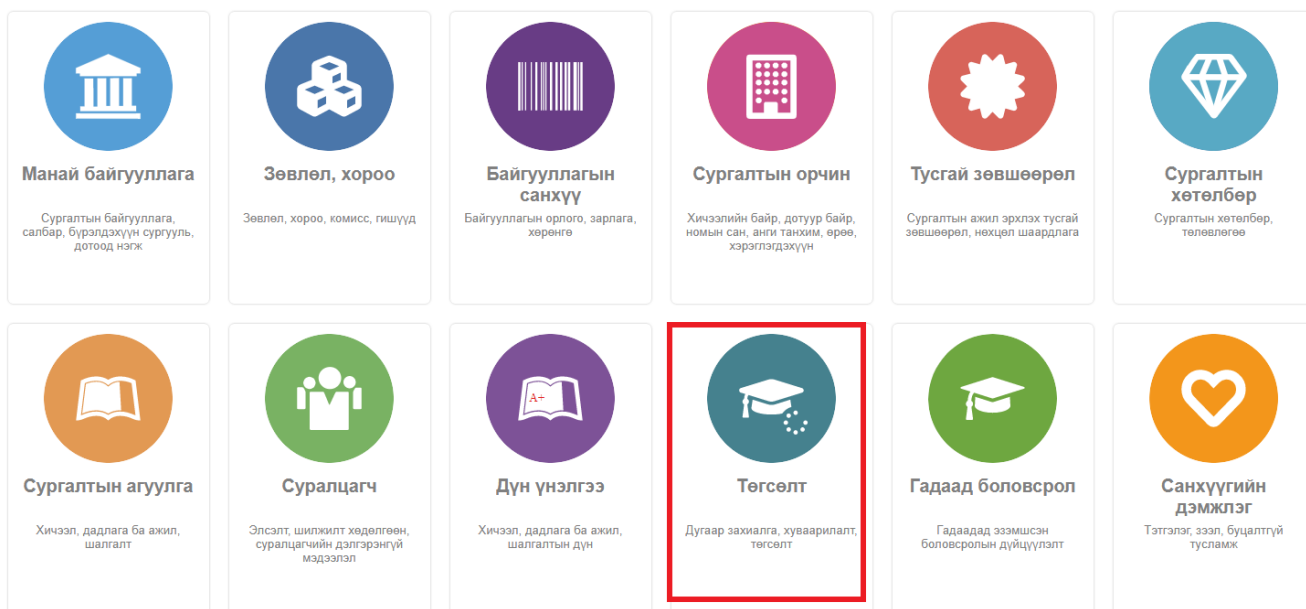 Манай байгууллага
Сургалтын байгууллага,
салбар, бүрэлдэхүүн сургууль,
дотоод нэгж
Зөвлөл, хороо
Зөвлөл, хороо, комисс, гишүүд
Байгууллагын
санхүү
Байгууллагын орлого, зарлага,
хөрөнгө
Сургалтын орчин
Хичээлийн байр, дотуур байр,
номын сан, анги танхим, өрөө,
хэрэглэгдэхүүн
Тусгай зөвшөөрөл
Сургалтын ажил эрхлэх тусгай
зөвшөөрөл, нөхцөл шаардлага
Сургалтын
хөтөлбөр
Сургалтын хөтөлбөр,
төлөвлөгөө
Сургалтын агуулга
Хичээл, дадлага ба ажил,
шалгалт
Суралцагч
Элсэлт, шилжилт хөдөлгөөн,
суралцагчийн дэлгэрэнгүй
мэдээлэл
A+
Дүн үнэлгээ
Хичээл, дадлага ба ажил,
шалгалтын дүн
Төгсөлт
Дугаар захиалга, хуваарилалт,
төгсөлт
Гадаад боловсрол
Гадаадад эзэмшсэн
боловсролын дүйцүүлэлт
Санхүүгийн
дэмжлэг
Тэтгэлэг, зээл, буцалтгүй
тусламж